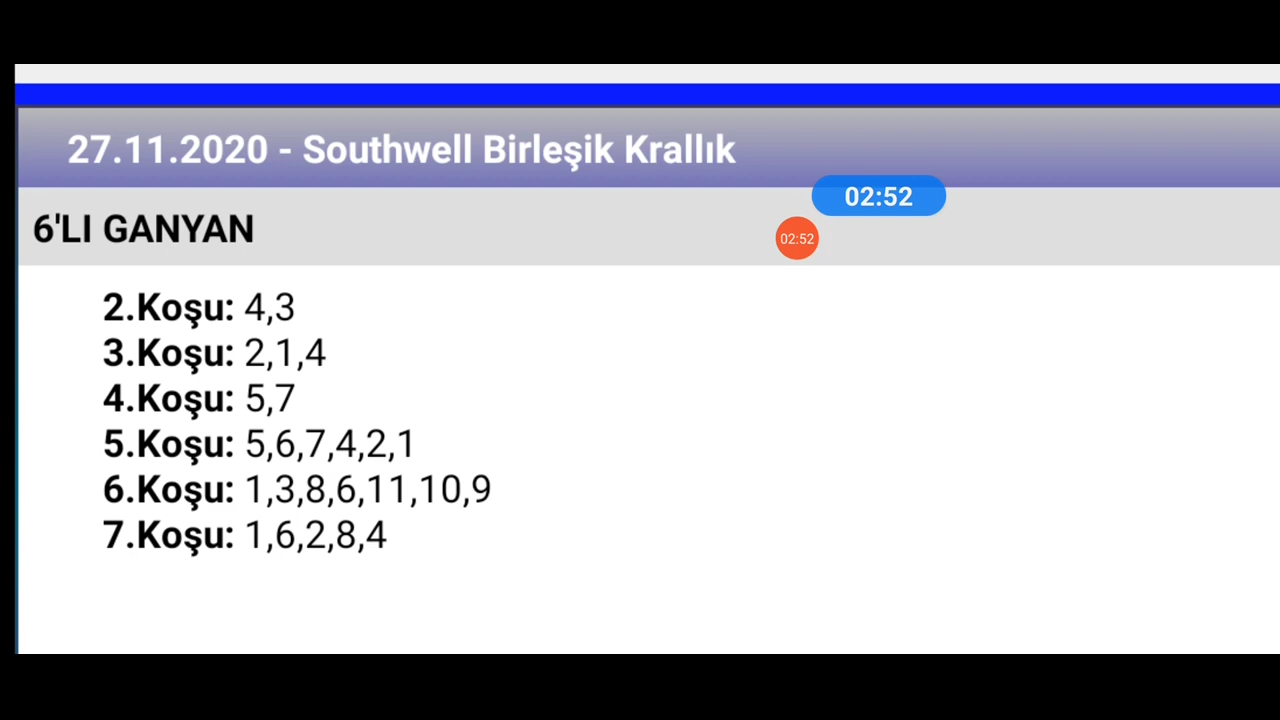 27.11.2020 - Southwell Birleşik Krallık
02:52
6'LI GANYAN
02:52
2.Koşu: 4,3
3.Koşu: 2,1,4
4.Koşu: 5,7
5.Koşu: 5,6,7,4,2,1
6.Koşu: 1,3,8,6,11,10,9
7.Koşu: 1,6,2,8,4